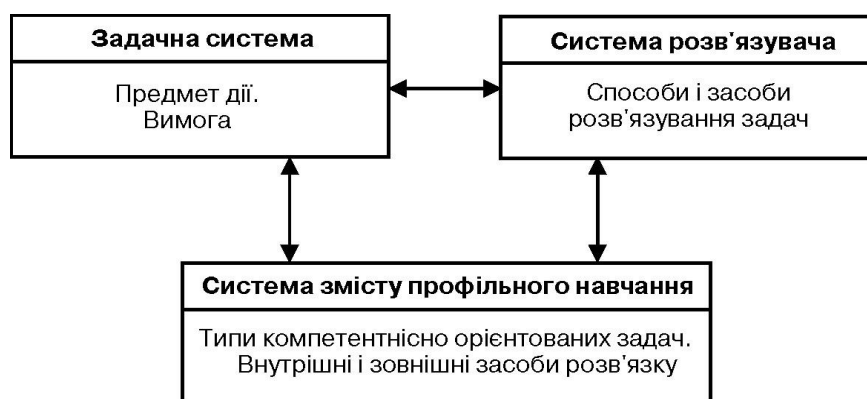 Задачна система
Предмет дії.
Вимога
Система розв'язувача
Способи і засоби
розв'язування задач
Система змісту профільного навчання
Типи компетентнісно орієнтованих задач.
Внутрішні і зовнішні засоби розв'язку